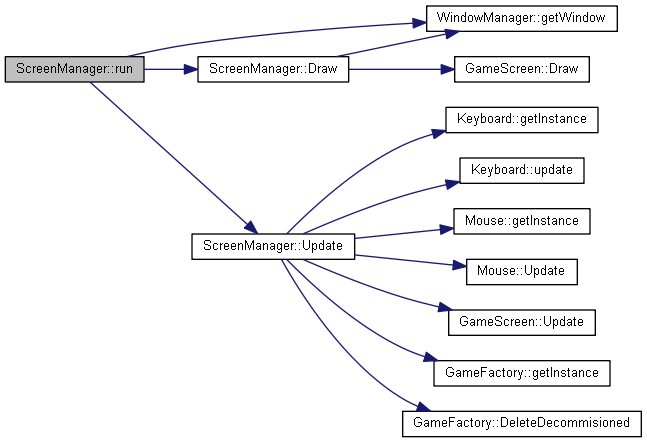 WindowManager::getWindow
ScreenManager::run
ScreenManager::Draw
GameScreen::Draw
Keyboard::getInstance
Keyboard::update
Mouse::getInstance
ScreenManager::Update
Mouse::Update
GameScreen::Update
GameFactory::getInstance
GameFactory::DeleteDecommisioned